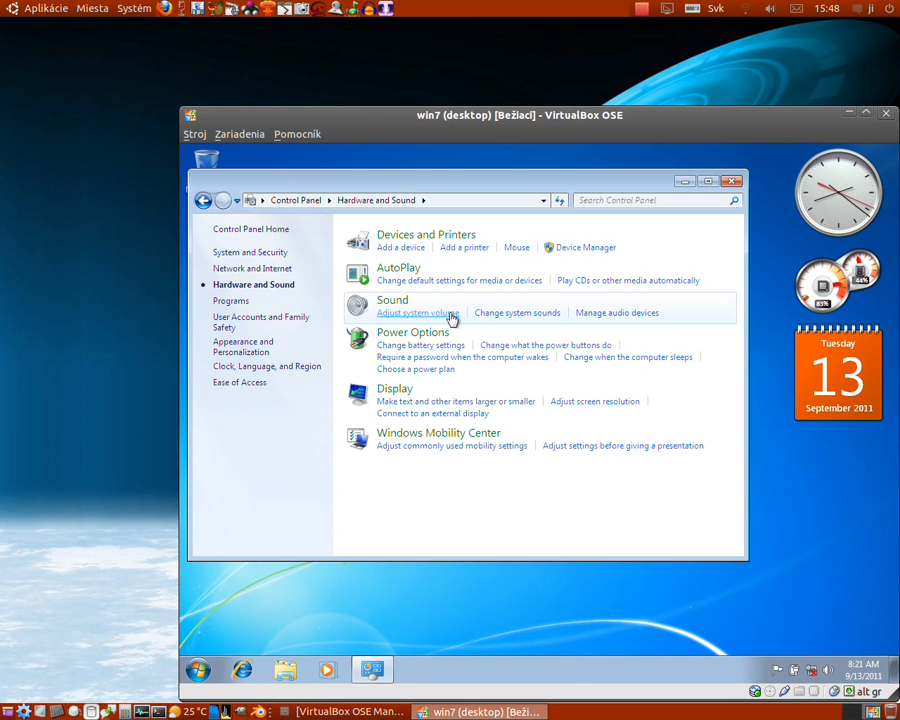 Aplikácie Miesta Systém Svk 15:48 ji
win7 (desktop) [Bežiaci] - VirtualBox OSE
Stroj Zariadenia Pomocník
Control Panel Hardware and Sound Search Control Panel
Control Panel Home
System and Security
Network and Internet
Hardware and Sound
Programs
User Accounts and Family
Safety
Appearance and
Personalization
Clock, Language, and Region
Ease of Access
Devices and Printers
Add a device Add a printer Mouse Device Manager
AutoPlay
Change default settings for media or devices Play CDs or other media automatically
Sound
Adjust system volume Change system sounds Manage audio devices
Power Options
Change battery settings Change what the power buttons do
Require a password when the computer wakes Change when the computer sleeps
Choose a power plan
Display
Make text and other items larger or smaller Adjust screen resolution
Connect to an external display
Windows Mobility Center
Adjust commonly used mobility settings Adjust settings before giving a presentation
44%
83%
Tuesday
13
September 2011
8:21 AM
9/13/2011
alt gr
25 °C [VirtualBox OSE Man... win7 (desktop) [Beži...